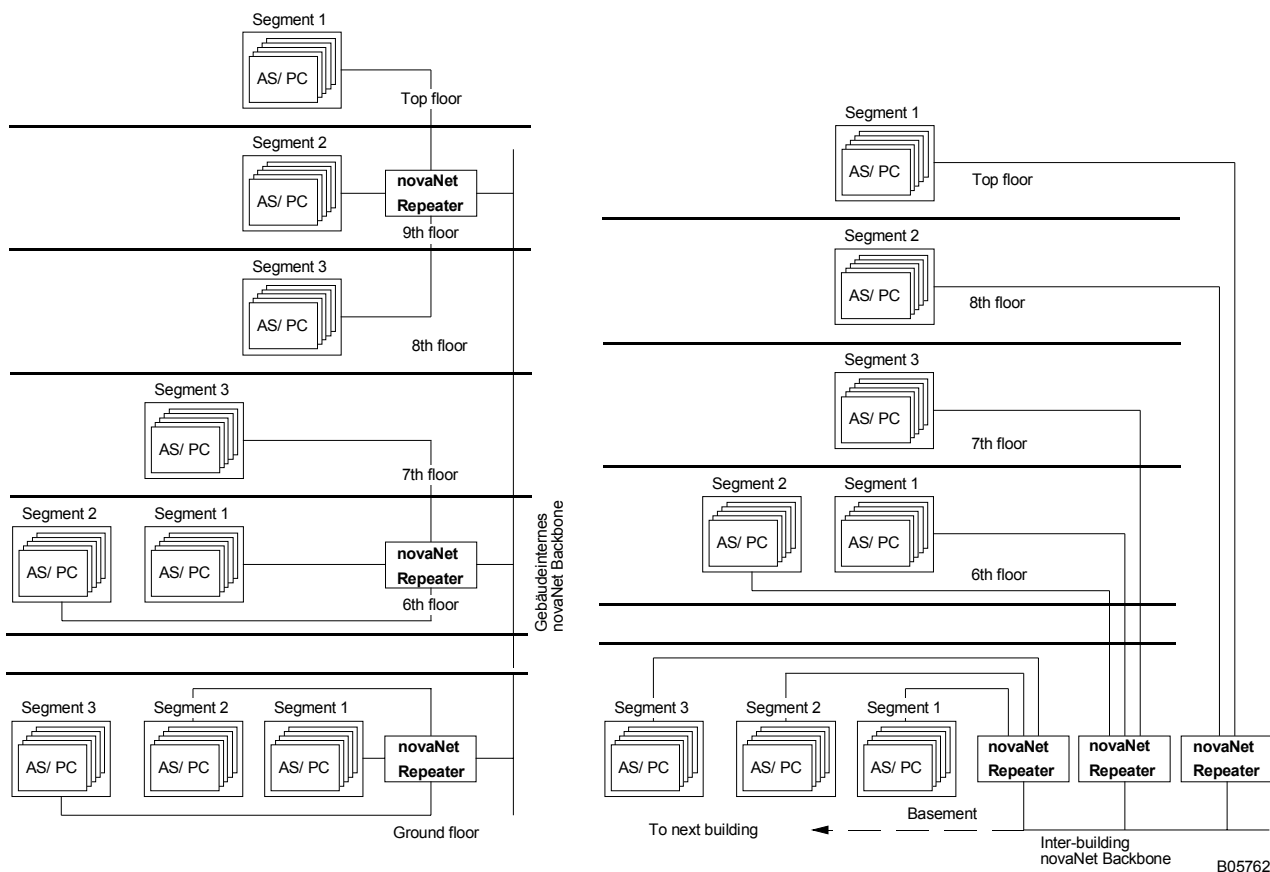 Segment 1
AS/ PC
Top floor
Segment 2
AS/ PC
novaNet
Repeater
9th floor
Segment 3
AS/ PC
8th floor
Segment 3
AS/ PC
7th floor
Segment 2
AS/ PC
Segment 1
AS/ PC
novaNet
Repeater
6th floor
Gebäudeinternes
novaNet Backbone
Segment 3
AS/ PC
Segment 2
AS/ PC
Segment 1
AS/ PC
novaNet
Repeater
Ground floor
Segment 1
AS/ PC
Top floor
Segment 2
AS/ PC
8th floor
Segment 3
AS/ PC
7th floor
Segment 2
AS/ PC
Segment 1
AS/ PC
6th floor
Segment 3
AS/ PC
Segment 2
AS/ PC
Segment 1
AS/ PC
novaNet
Repeater
novaNet
Repeater
novaNet
Repeater
Basement
To next building
Inter-building
novaNet Backbone
B05762